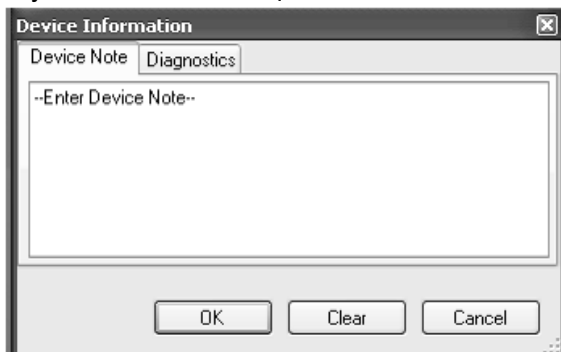 Device Information
Device Note Diagnostics
--Enter Device Note--
OK Clear Cancel